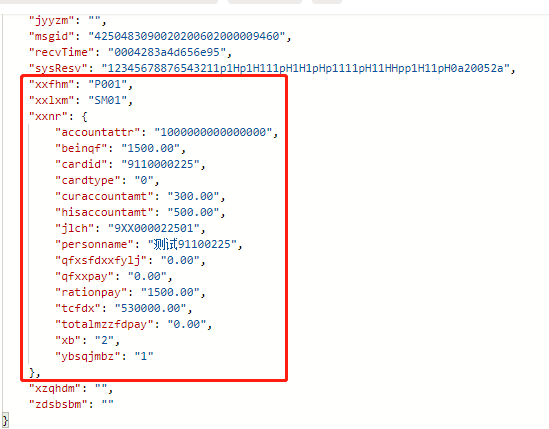 "jyyzm": "",
"msgid": "4250483090020200602000009460",
"recvTime": "0004283a4d656e95",
"sysResv": "12345678876543211p1Hp1H111pH1H1pHp1111pH11HHpp1H11pH0a20052a",
"xxfhm": "P001",
"xxlxm": "SM01",
"xxnr": {
"accountattr": "1000000000000000",
"beinqf": "1500.00",
"cardid": "9110000225",
"cardtype": "0",
"curaccountamt": "300.00",
"hisaccountamt": "500.00",
"jlch": "9XX000022501",
"personname": "测试91100225",
"qfxsfdxxfylj": "0.00",
"qfxxpay": "0.00",
"rationpay": "1500.00",
"tcfdx": "530000.00",
"totalmzzfdpay": "0.00",
"xb": "2",
"ybsqjmbz": "1"
},
"xzqhdm": "",
"zdsbsbm": ""
}